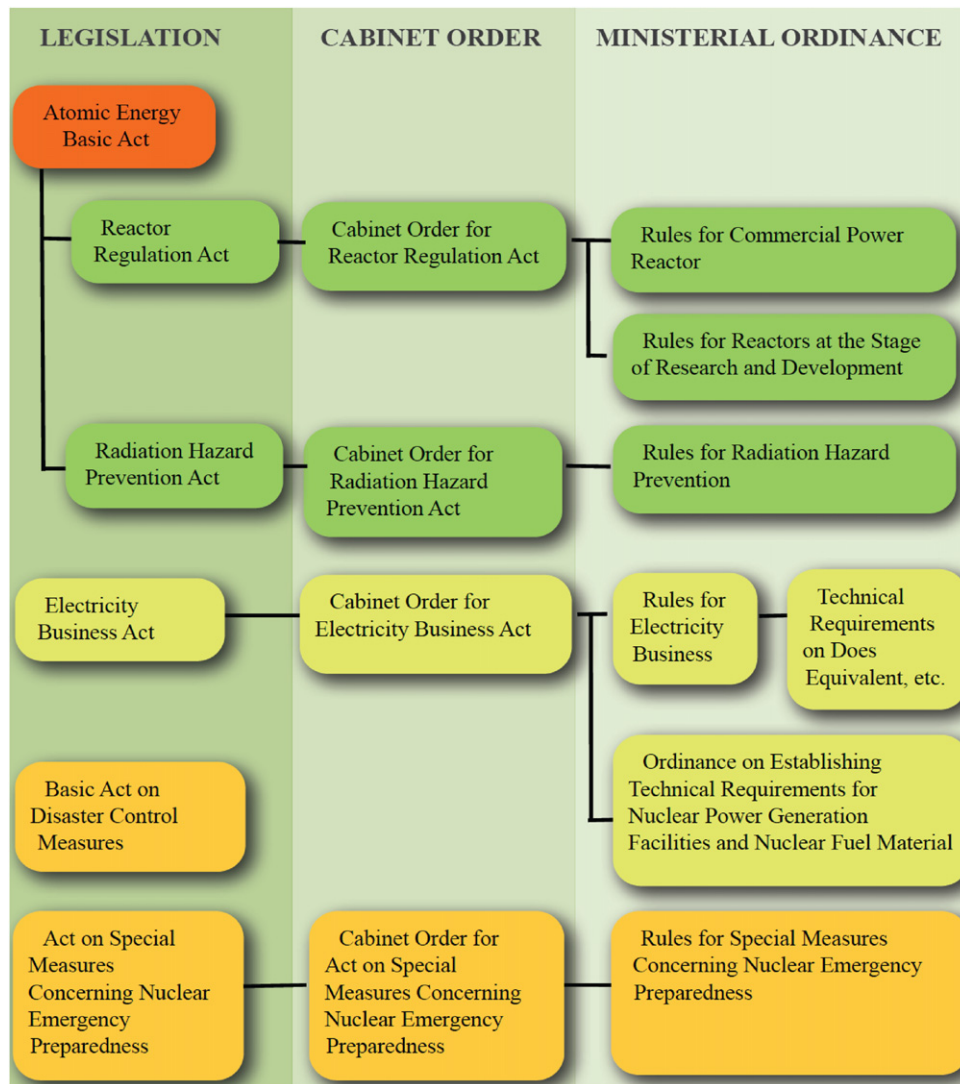 LEGISLATION
CABINET ORDER
MINISTERIAL ORDINANCE
Atomic Energy
Basic Act
Reactor
Regulation Act
Cabinet Order for
Reactor Regulation Act
Rules for Commercial Power
Reactor
Rules for Reactors at the Stage
of Research and Development
Radiation Hazard
Prevention Act
Cabinet Order for
Radiation Hazard
Prevention Act
Rules for Radiation Hazard
Prevention
Electricity
Business Act
Cabinet Order for
Electricity Business Act
Rules for
Electricity
Business
Technical
Requirements
on Does
Equivalent, etc.
Ordinance on Establishing
Technical Requirements for
Nuclear Power Generation
Facilities and Nuclear Fuel Material
Basic Act on
Disaster Control
Measures
Act on Special
Measures
Concerning Nuclear
Emergency
Preparedness
Cabinet Order for
Act on Special
Measures Concerning
Nuclear Emergency
Preparedness
Rules for Special Measures
Concerning Nuclear Emergency
Preparedness